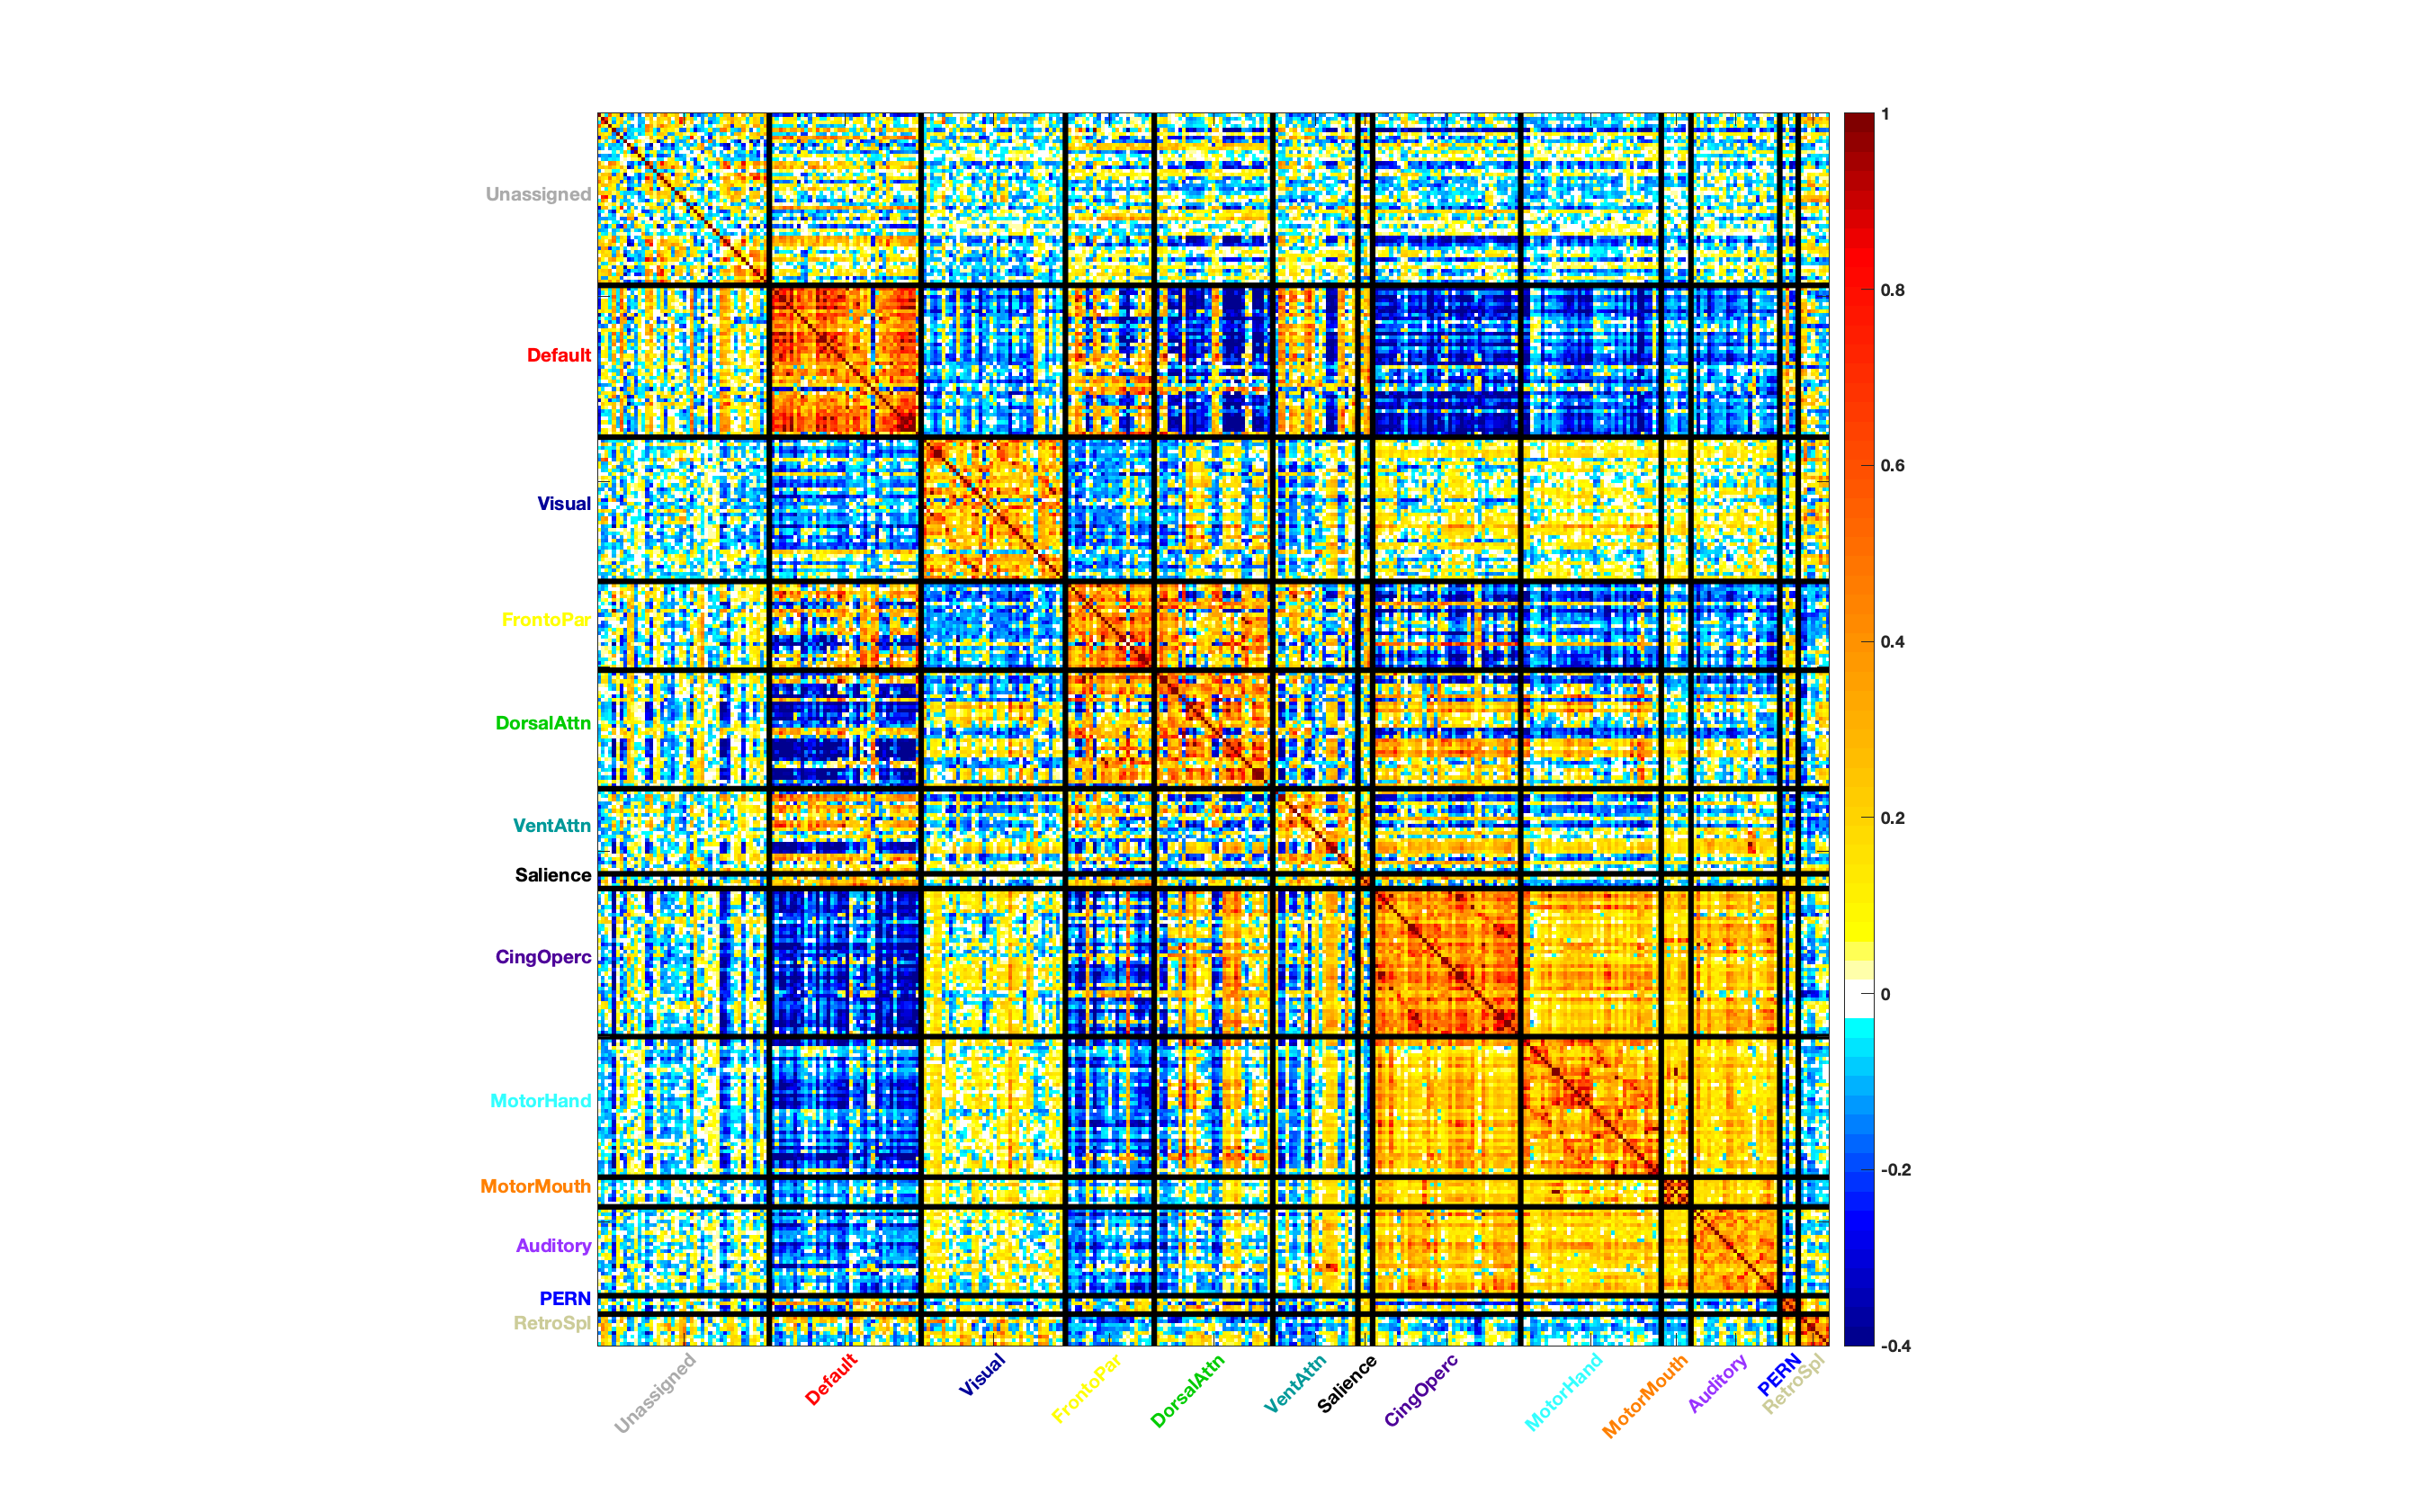 Unassigned
Default
Visual
FrontoPar
DorsalAttn
VentAttn
Salience
CingOperc
MotorHand
MotorMouth
Auditory
PERN
RetroSpl
Unassigned
Default
Visual
FrontoPar
DorsalAttn
VentAttn
Salience
CingOperc
MotorHand
MotorMouth
Auditory
PERN
RetroSpl
1
0.8
0.6
0.4
0.2
0
-0.2
-0.4